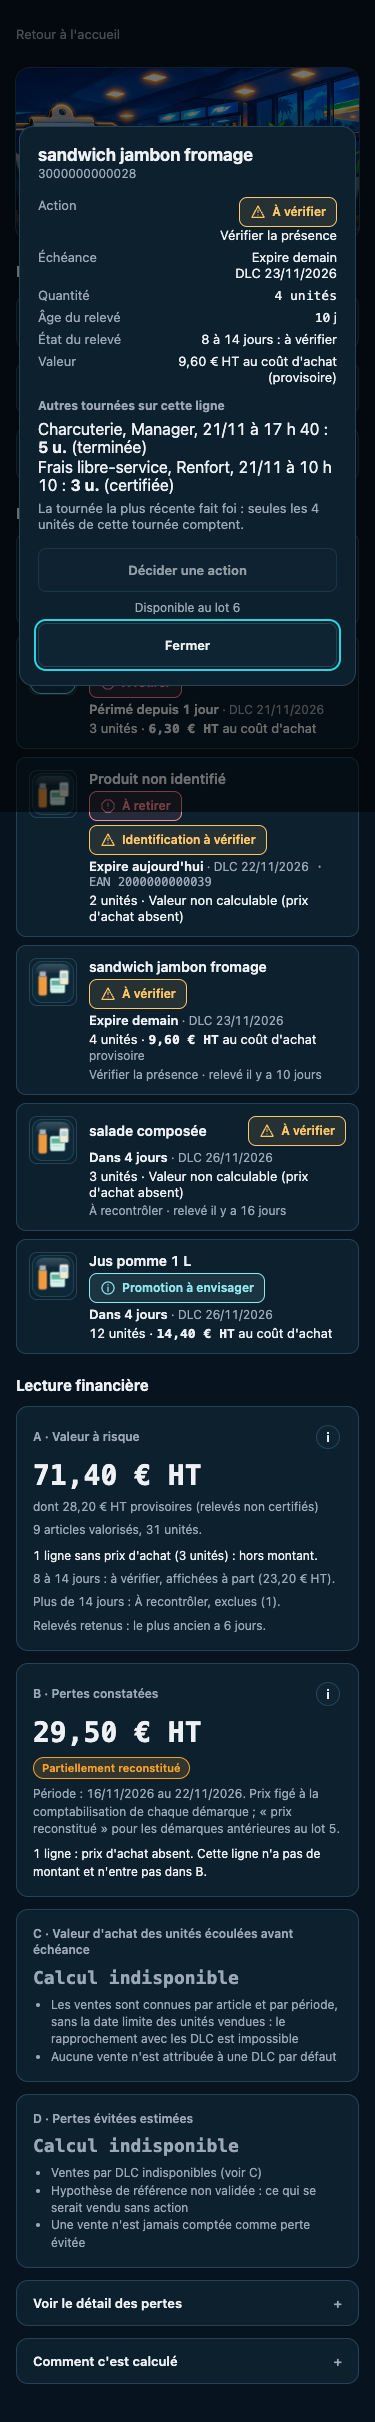 Retour à l'accueil
sandwich jambon fromage
3000000000028
Action
À vérifier
Vérifier la présence
Échéance
Expire demain
DLC 23/11/2026
Quantité
4 unités
Âge du relevé
10 j
État du relevé
8 à 14 jours : à vérifier
Valeur
9,60 € HT au coût d'achat
(provisoire)
Autres tournées sur cette ligne
Charcuterie, Manager, 21/11 à 17 h 40 :
5 u. (terminée)
Frais libre-service, Renfort, 21/11 à 10 h
10 : 3 u. (certifiée)
La tournée la plus récente fait foi : seules les 4
unités de cette tournée comptent.
Décider une action
Disponible au lot 6
Fermer
Périmé depuis 1 jour · DLC 21/11/2026
3 unités · 6,30 € HT au coût d'achat
Produit non identifié
À retirer
Identification à vérifier
Expire aujourd'hui · DLC 22/11/2026 ·
EAN 2000000000039
2 unités · Valeur non calculable (prix
d'achat absent)
sandwich jambon fromage
À vérifier
Expire demain · DLC 23/11/2026
4 unités · 9,60 € HT au coût d'achat
provisoire
Vérifier la présence · relevé il y a 10 jours
salade composée
À vérifier
Dans 4 jours · DLC 26/11/2026
3 unités · Valeur non calculable (prix
d'achat absent)
À recontrôler · relevé il y a 16 jours
Jus pomme 1 L
Promotion à envisager
Dans 4 jours · DLC 26/11/2026
12 unités · 14,40 € HT au coût d'achat
Lecture financière
A · Valeur à risque
i
71,40 € HT
dont 28,20 € HT provisoires (relevés non certifiés)
9 articles valorisés, 31 unités.
1 ligne sans prix d'achat (3 unités) : hors montant.
8 à 14 jours : à vérifier, affichées à part (23,20 € HT).
Plus de 14 jours : À recontrôler, exclues (1).
Relevés retenus : le plus ancien a 6 jours.
B · Pertes constatées
i
29,50 € HT
Partiellement reconstitué
Période : 16/11/2026 au 22/11/2026. Prix figé à la
comptabilisation de chaque démarque ; « prix
reconstitué » pour les démarques antérieures au lot 5.
1 ligne : prix d'achat absent. Cette ligne n'a pas de
montant et n'entre pas dans B.
C · Valeur d'achat des unités écoulées avant
échéance
Calcul indisponible
• Les ventes sont connues par article et par période,
sans la date limite des unités vendues : le
rapprochement avec les DLC est impossible
• Aucune vente n'est attribuée à une DLC par défaut
D · Pertes évitées estimées
Calcul indisponible
• Ventes par DLC indisponibles (voir C)
• Hypothèse de référence non validée : ce qui se
serait vendu sans action
• Une vente n'est jamais comptée comme perte
évitée
Voir le détail des pertes
+
Comment c'est calculé
+